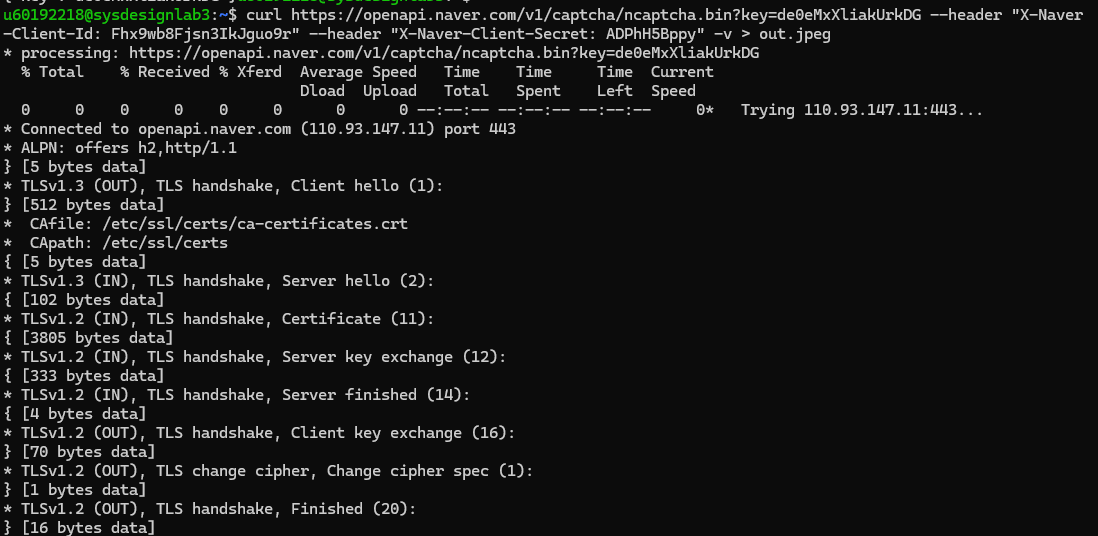 u60192218@sysdesignlab3:~$ curl https://openapi.naver.com/v1/captcha/ncaptcha.bin?key=de0eMxXliakUrkDG --header "X-Naver
-Client-Id: Fhx9wb8Fjsn3IkJguo9r" --header "X-Naver-Client-Secret: ADPhH5Bppy" -v > out.jpeg
* processing: https://openapi.naver.com/v1/captcha/ncaptcha.bin?key=de0eMxXliakUrkDG
  % Total    % Received % Xferd  Average Speed   Time    Time     Time  Current
                                 Dload  Upload   Total   Spent    Left  Speed
  0     0    0     0    0     0      0      0 --:--:-- --:--:-- --:--:--     0*   Trying 110.93.147.11:443...
* Connected to openapi.naver.com (110.93.147.11) port 443
* ALPN: offers h2,http/1.1
} [5 bytes data]
* TLSv1.3 (OUT), TLS handshake, Client hello (1):
} [512 bytes data]
*  CAfile: /etc/ssl/certs/ca-certificates.crt
*  CApath: /etc/ssl/certs
{ [5 bytes data]
* TLSv1.3 (IN), TLS handshake, Server hello (2):
{ [102 bytes data]
* TLSv1.2 (IN), TLS handshake, Certificate (11):
{ [3805 bytes data]
* TLSv1.2 (IN), TLS handshake, Server key exchange (12):
{ [333 bytes data]
* TLSv1.2 (IN), TLS handshake, Server finished (14):
{ [4 bytes data]
* TLSv1.2 (OUT), TLS handshake, Client key exchange (16):
} [70 bytes data]
* TLSv1.2 (OUT), TLS change cipher, Change cipher spec (1):
} [1 bytes data]
* TLSv1.2 (OUT), TLS handshake, Finished (20):
} [16 bytes data]